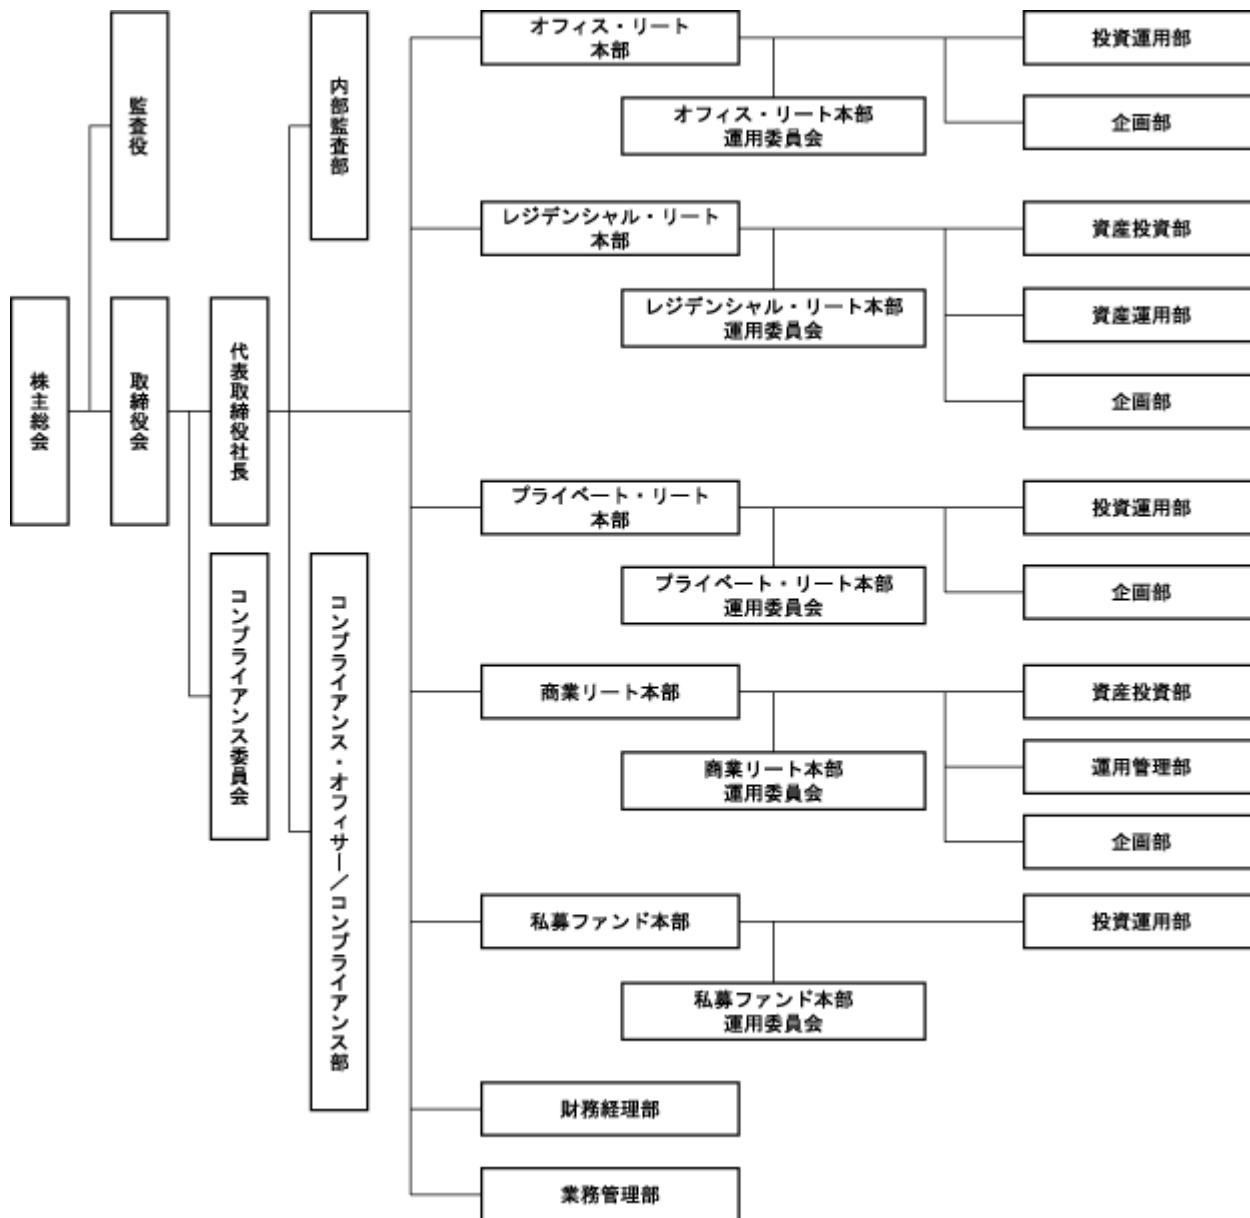 株主総会
監査役
取締役会
代表取締役社長
コンプライアンス委員会
内部監査部
コンプライアンス・オフィサー／コンプライアンス部
オフィス・リート
本部
オフィス・リート本部
運用委員会
投資運用部
企画部
レジデンシャル・リート
本部
レジデンシャル・リート本部
運用委員会
資産投資部
資産運用部
企画部
プライベート・リート
本部
プライベート・リート本部
運用委員会
投資運用部
企画部
商業リート本部
商業リート本部
運用委員会
資産投資部
運用管理部
企画部
私募ファンド本部
私募ファンド本部
運用委員会
投資運用部
財務経理部
業務管理部